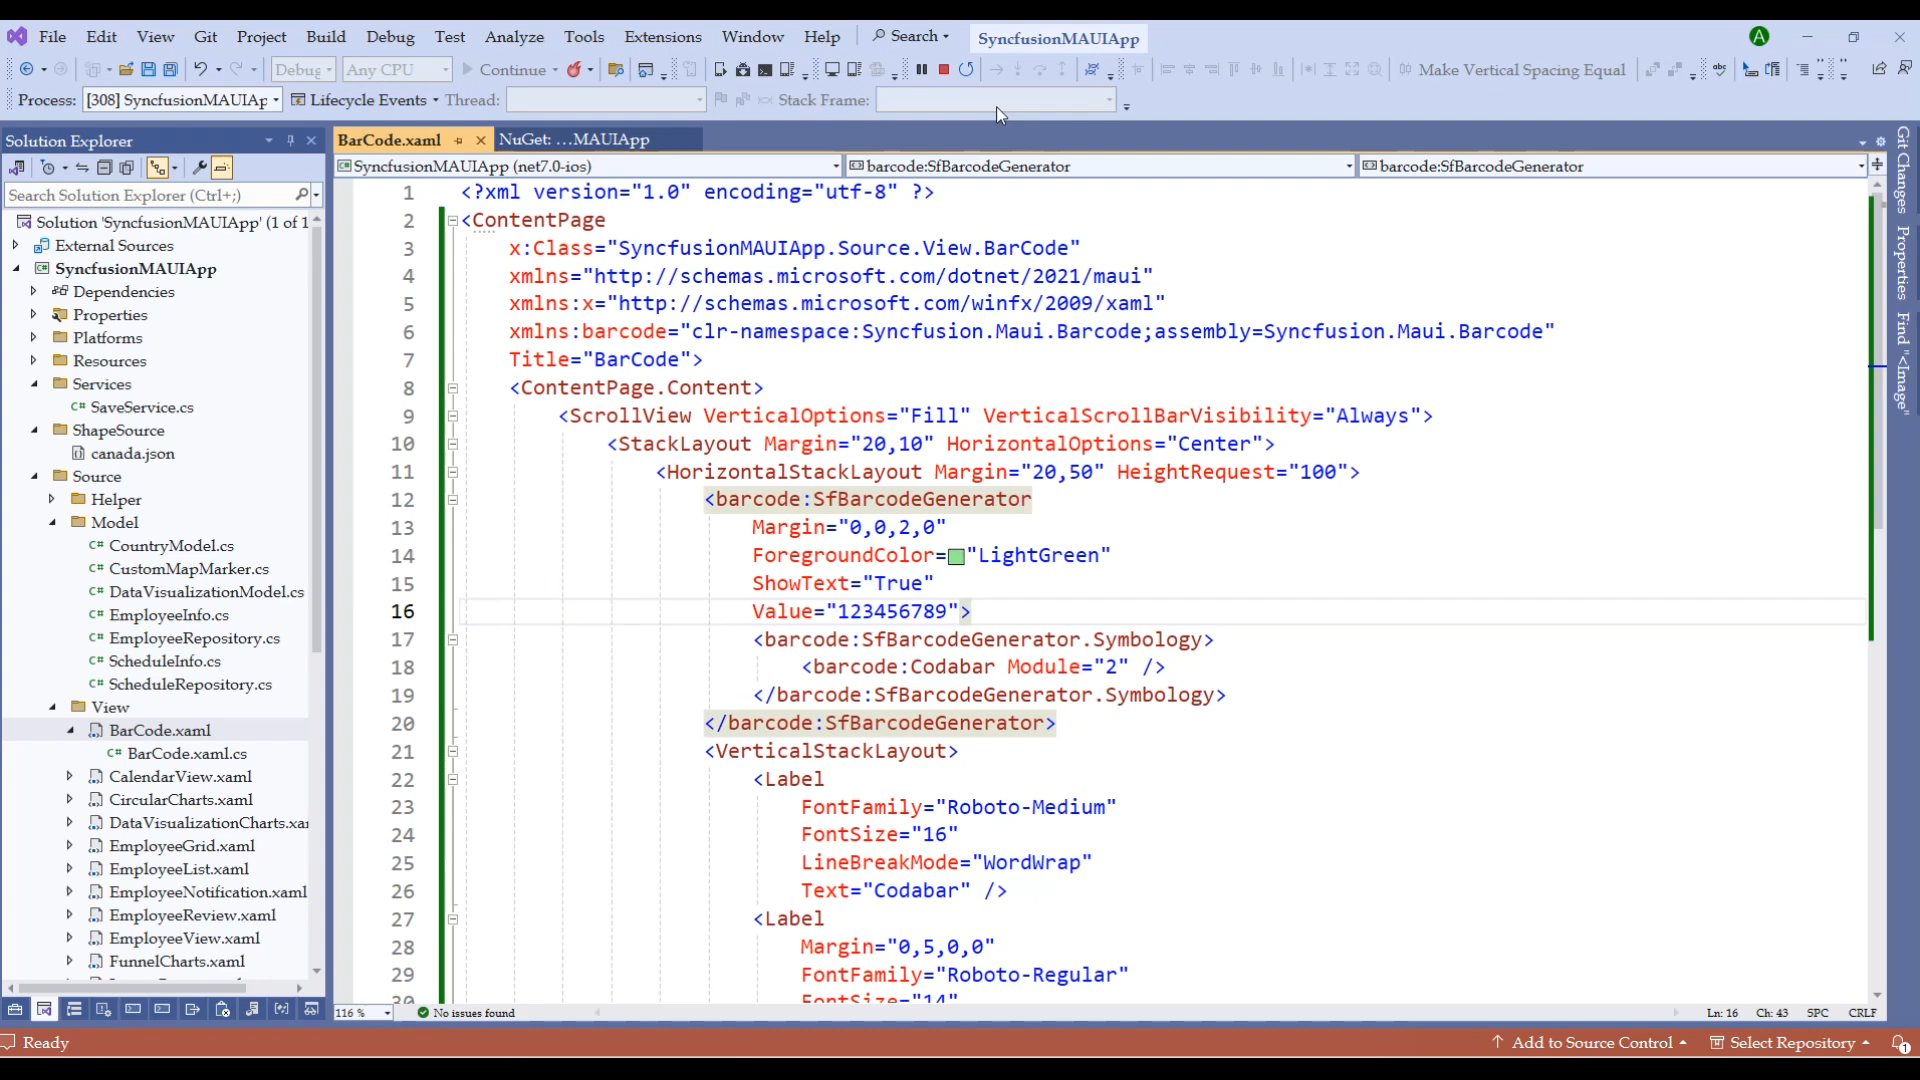 File Edit View Git Project Build Debug Test Analyze Tools Extensions Window Help Search SyncfusionMAUIApp A
Debug Any CPU Continue Make Vertical Spacing Equal
Process: [308] SyncfusionMAUIAp Lifecycle Events Thread: Stack Frame:
Solution Explorer
BarCode.xaml NuGet: ...MAUIApp
SyncfusionMAUIApp (net7.0-ios) barcode:SfBarcodeGenerator barcode:SfBarcodeGenerator
Search Solution Explorer (Ctrl+;)
Solution 'SyncfusionMAUIApp' (1 of 1
External Sources
SyncfusionMAUIApp
Dependencies
Properties
Platforms
Resources
Services
C# SaveService.cs
ShapeSource
canada.json
Source
Helper
Model
C# CountryModel.cs
C# CustomMapMarker.cs
C# DataVisualizationModel.cs
C# EmployeeInfo.cs
C# EmployeeRepository.cs
C# ScheduleInfo.cs
C# ScheduleRepository.cs
View
BarCode.xaml
C# BarCode.xaml.cs
CalendarView.xaml
CircularCharts.xaml
DataVisualizationCharts.xar
EmployeeGrid.xaml
EmployeeList.xaml
EmployeeNotification.xaml
EmployeeReview.xaml
EmployeeView.xaml
FunnelCharts.xaml
1 <?xml version="1.0" encoding="utf-8" ?>
2 <ContentPage
3 x:Class="SyncfusionMAUIApp.Source.View.BarCode"
4 xmlns="http://schemas.microsoft.com/dotnet/2021/maui"
5 xmlns:x="http://schemas.microsoft.com/winfx/2009/xaml"
6 xmlns:barcode="clr-namespace:Syncfusion.Maui.Barcode;assembly=Syncfusion.Maui.Barcode"
7 Title="BarCode">
8 <ContentPage.Content>
9 <ScrollView VerticalOptions="Fill" VerticalScrollBarVisibility="Always">
10 <StackLayout Margin="20,10" HorizontalOptions="Center">
11 <HorizontalStackLayout Margin="20,50" HeightRequest="100">
12 <barcode:SfBarcodeGenerator
13 Margin="0,0,2,0"
14 ForegroundColor="LightGreen"
15 ShowText="True"
16 Value="123456789">
17 <barcode:SfBarcodeGenerator.Symbology>
18 <barcode:Codabar Module="2" />
19 </barcode:SfBarcodeGenerator.Symbology>
20 </barcode:SfBarcodeGenerator>
21 <VerticalStackLayout>
22 <Label
23 FontFamily="Roboto-Medium"
24 FontSize="16"
25 LineBreakMode="WordWrap"
26 Text="Codabar" />
27 <Label
28 Margin="0,5,0,0"
29 FontFamily="Roboto-Regular"
30 FontSize="14"
Git Changes
Properties
Find "<Image"
116 % No issues found Ln: 16 Ch: 43 SPC CRLF
Ready Add to Source Control Select Repository 1